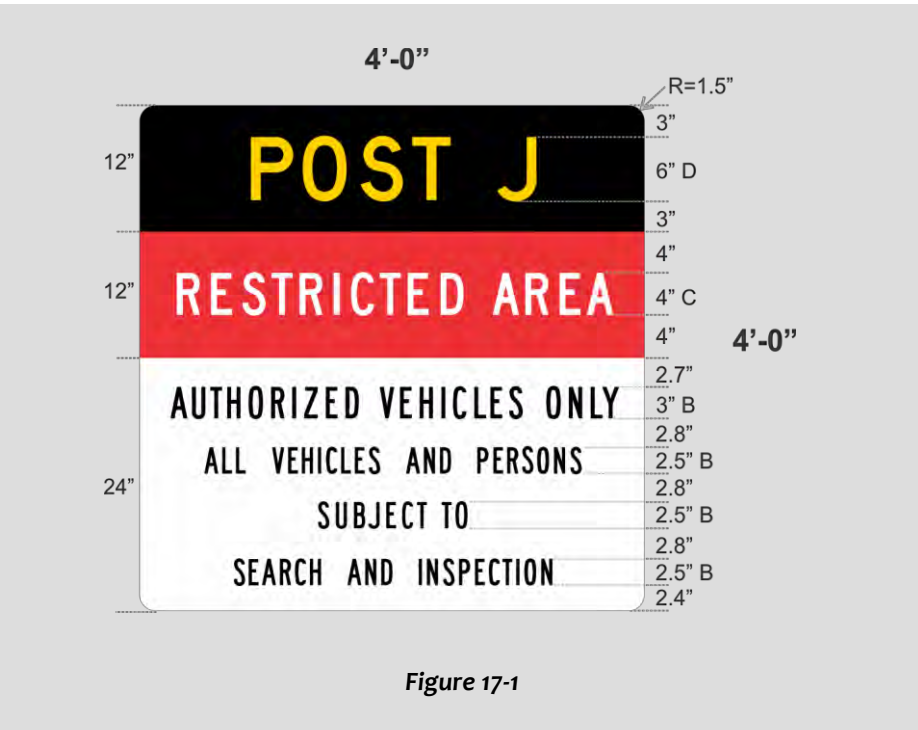 4’-0”
R=1.5”
3”
12”
POST J
6” D
3”
4”
12”
RESTRICTED AREA
4” C
4”
4’-0”
2.7”
AUTHORIZED VEHICLES ONLY
3” B
2.8”
ALL VEHICLES AND PERSONS
2.5” B
24”
2.8”
SUBJECT TO
2.5” B
2.8”
SEARCH AND INSPECTION
2.5” B
2.4”
Figure 17-1